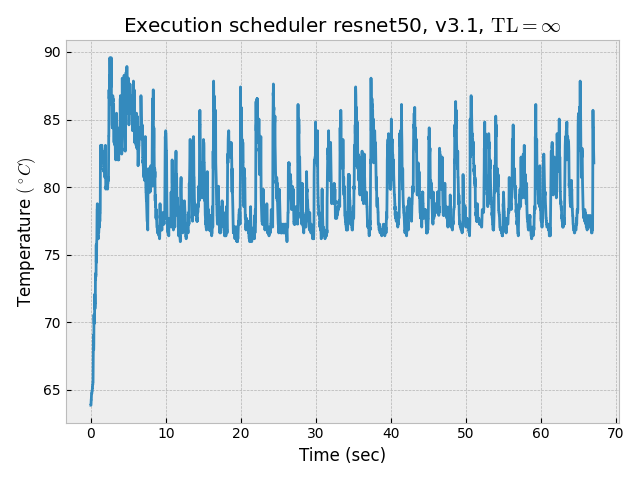 Execution scheduler resnet50, v3.1, TL = ∞
90
85
80
75
70
65
Temperature (°C)
0 10 20 30 40 50 60 70
Time (sec)